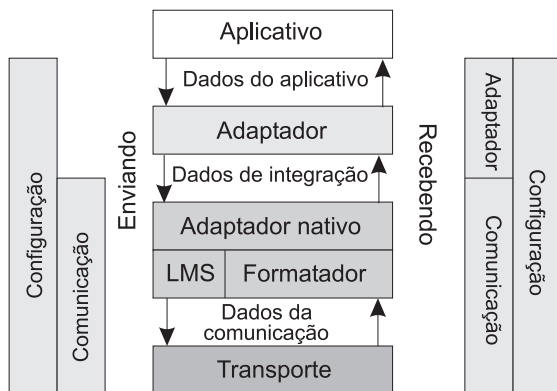 Aplicativo
Dados do aplicativo
Adaptador
Dados de integração
Adaptador nativo
LMS
Formatador
Dados da
comunicação
Transporte
Configuração
Comunicação
Enviando
Recebendo
Adaptador
Comunicação
Configuração